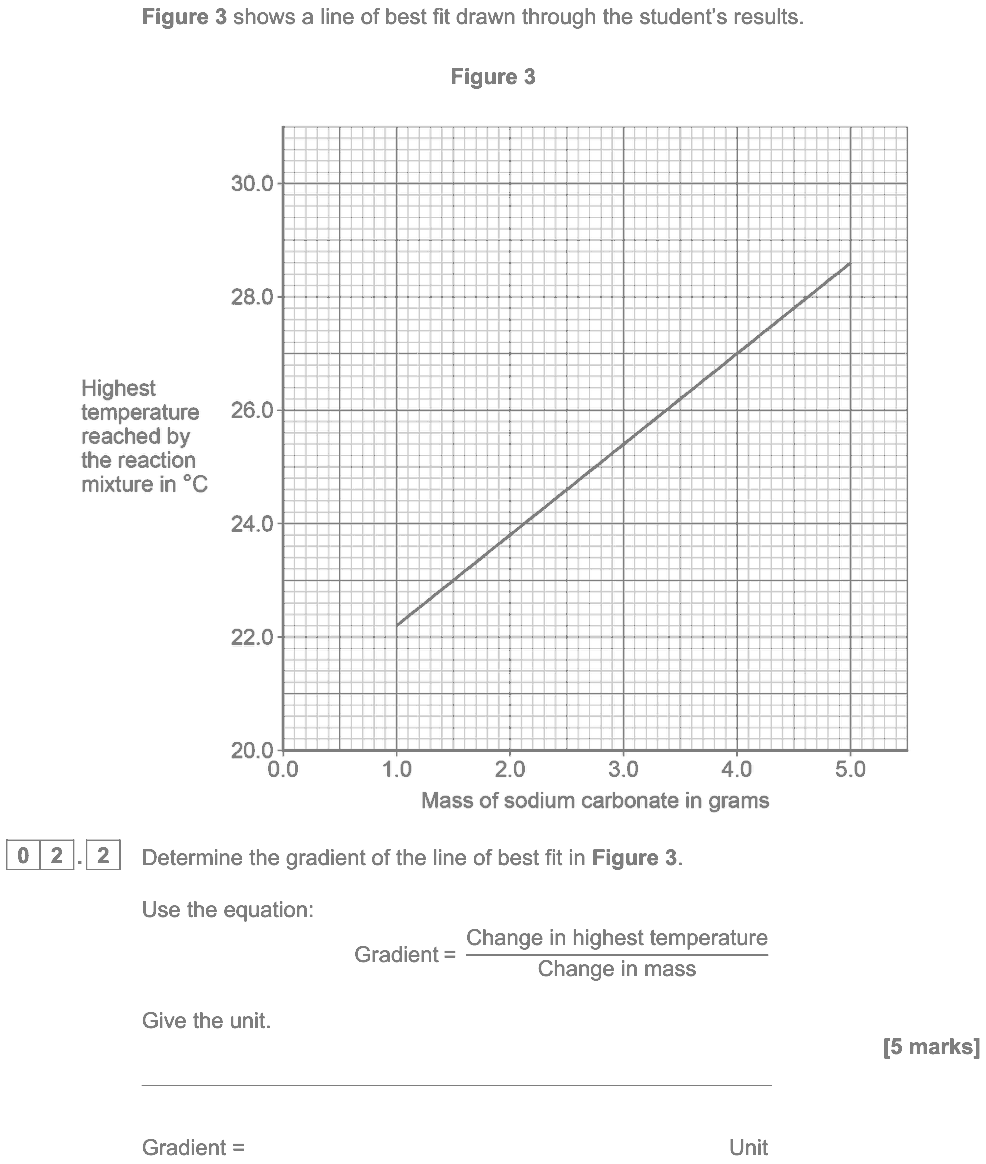 Figure 3 shows a line of best fit drawn through the student's results.
Figure 3
30.0
28.0
Highest
temperature
reached by
the reaction
mixture in °C
26.0
24.0
22.0
20.0
0.0 1.0 2.0 3.0 4.0 5.0
Mass of sodium carbonate in grams
0 2 . 2 Determine the gradient of the line of best fit in Figure 3.
Use the equation:
Gradient = Change in highest temperature
Change in mass
Give the unit.
[5 marks]
Gradient = Unit